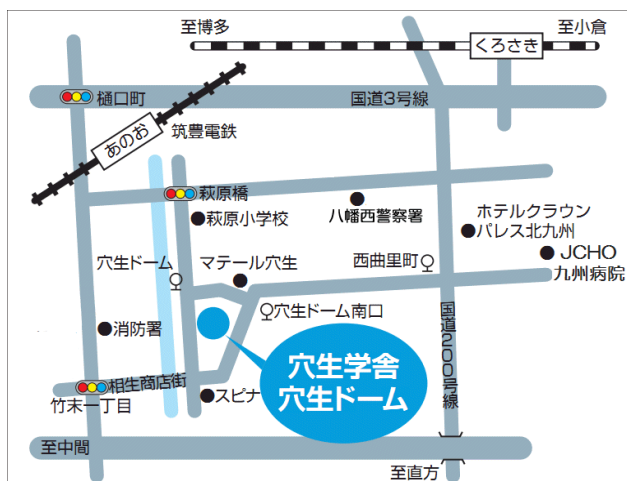 至博多
至小倉
くろさき
樋口町
国道3号線
あのお
筑豊電鉄
萩原橋
萩原小学校
八幡西警察署
ホテルクラウン
パレス北九州
JCHO
九州病院
穴生ドーム
マテール穴生
西曲里町
穴生ドーム南口
国道200号線
消防署
穴生学舎
穴生ドーム
相生商店街
スピナ
竹末一丁目
至中間
至直方